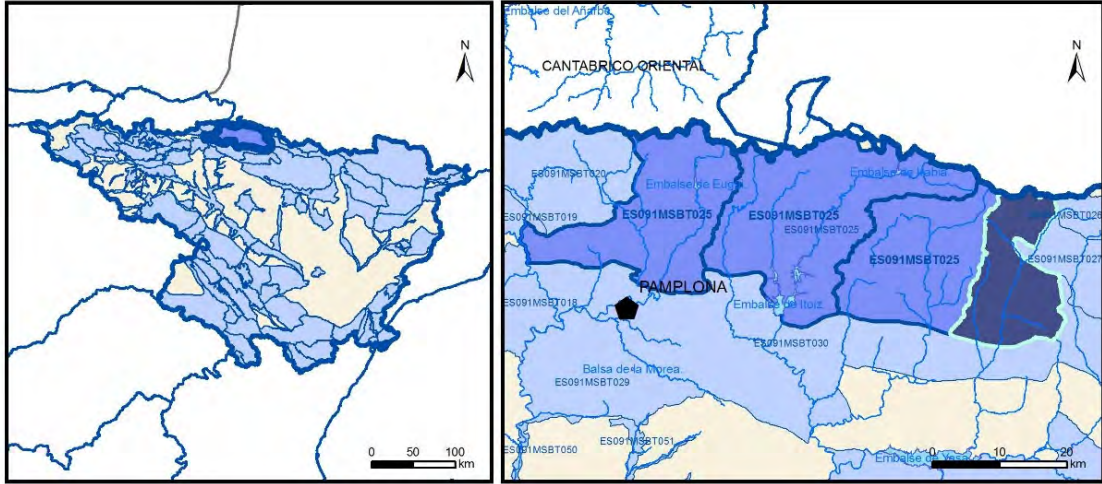 N
0 50 100
km
Embalse del Añarbe
N
CANTABRICO ORIENTAL
ES091MSBT020
Embalse de Eugui
Embalse de Irabia
ES091MSBT019
ES091MSBT025
ES091MSBT025
ES091MSBT025
ES091MSBT026
ES091MSBT025
ES091MSBT027
PAMPLONA
ES091MSBT018
Embalse de Itoiz
ES091MSBT030
Balsa de la Morea
ES091MSBT029
ES091MSBT051
ES091MSBT050
Embalse de Yesa
0 10 20
km